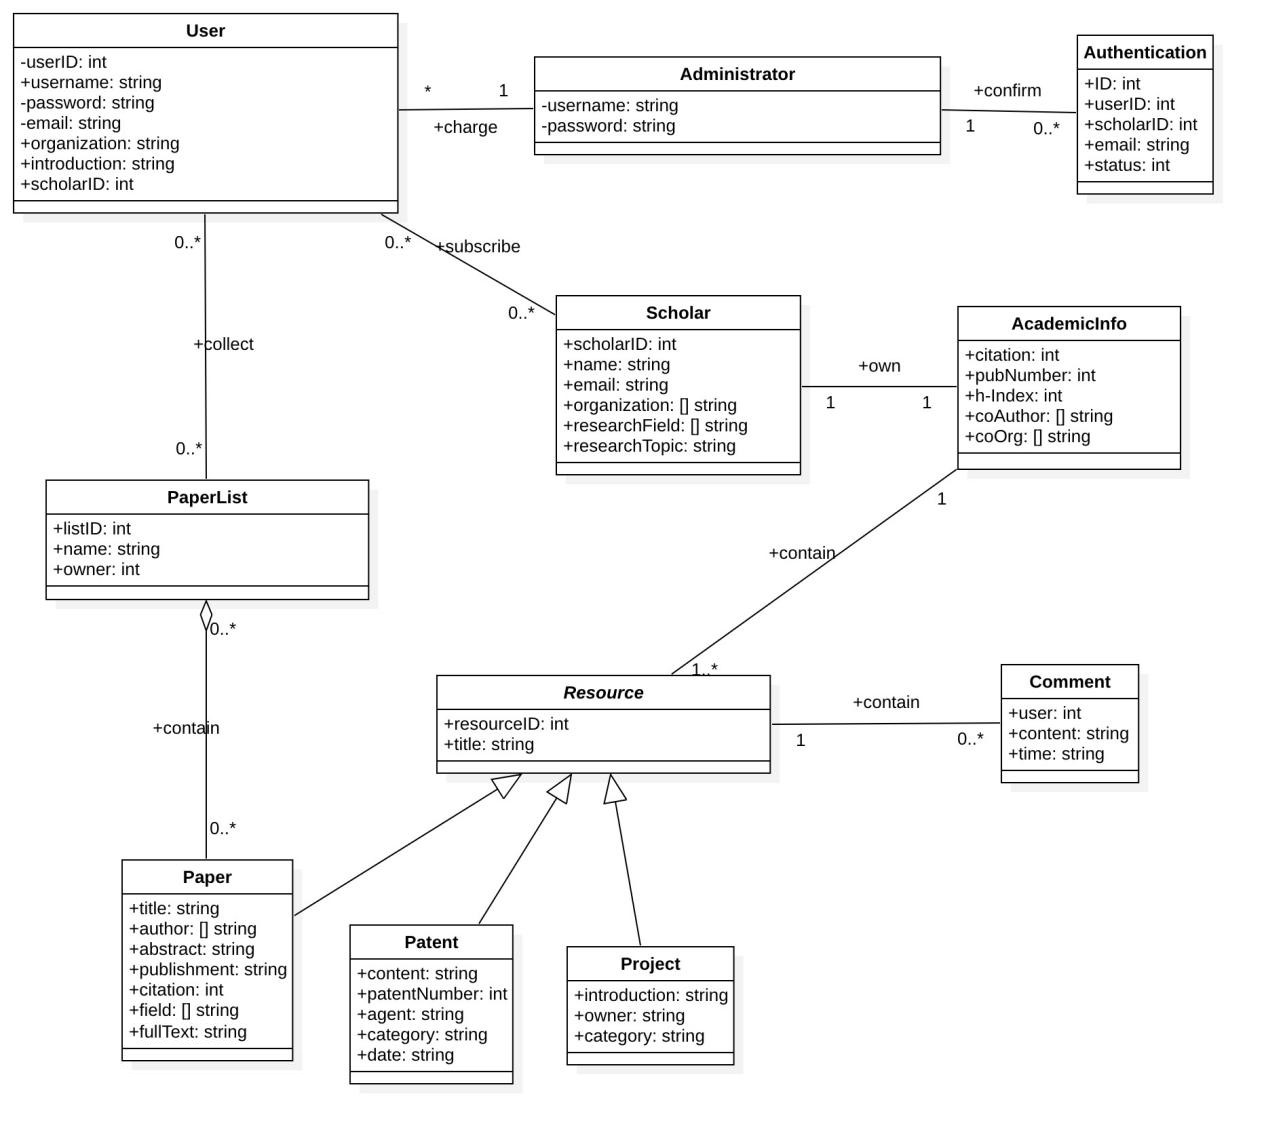 User
-userID: int
+username: string
-password: string
-email: string
+organization: string
+introduction: string
+scholarID: int
*
1
+charge
Administrator
-username: string
-password: string
+confirm
1
0..*
Authentication
+ID: int
+userID: int
+scholarID: int
+email: string
+status: int
0..*
+collect
0..*
0..*
+subscribe
0..*
Scholar
+scholarID: int
+name: string
+email: string
+organization: [] string
+researchField: [] string
+researchTopic: string
+own
1
1
AcademicInfo
+citation: int
+pubNumber: int
+h-Index: int
+coAuthor: [] string
+coOrg: [] string
1
+contain
1..*
PaperList
+listID: int
+name: string
+owner: int
0..*
+contain
0..*
Resource
+resourceID: int
+title: string
+contain
1
0..*
Comment
+user: int
+content: string
+time: string
Paper
+title: string
+author: [] string
+abstract: string
+publishment: string
+citation: int
+field: [] string
+fullText: string
Patent
+content: string
+patentNumber: int
+agent: string
+category: string
+date: string
Project
+introduction: string
+owner: string
+category: string